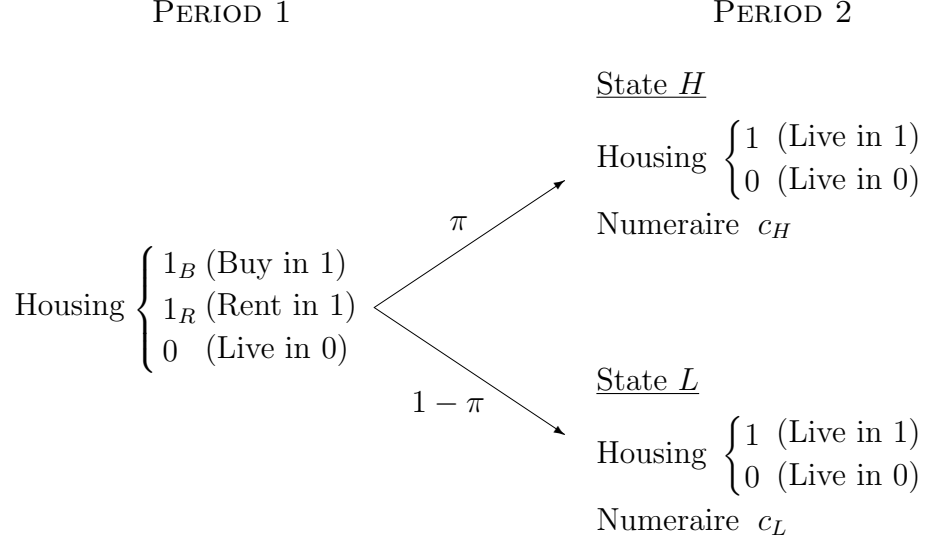 PERIOD 1
PERIOD 2
State H
Housing { 1 (Live in 1)
0 (Live in 0)
Numeraire c_H
π
Housing { 1_B (Buy in 1)
1_R (Rent in 1)
0 (Live in 0)
1 − π
State L
Housing { 1 (Live in 1)
0 (Live in 0)
Numeraire c_L